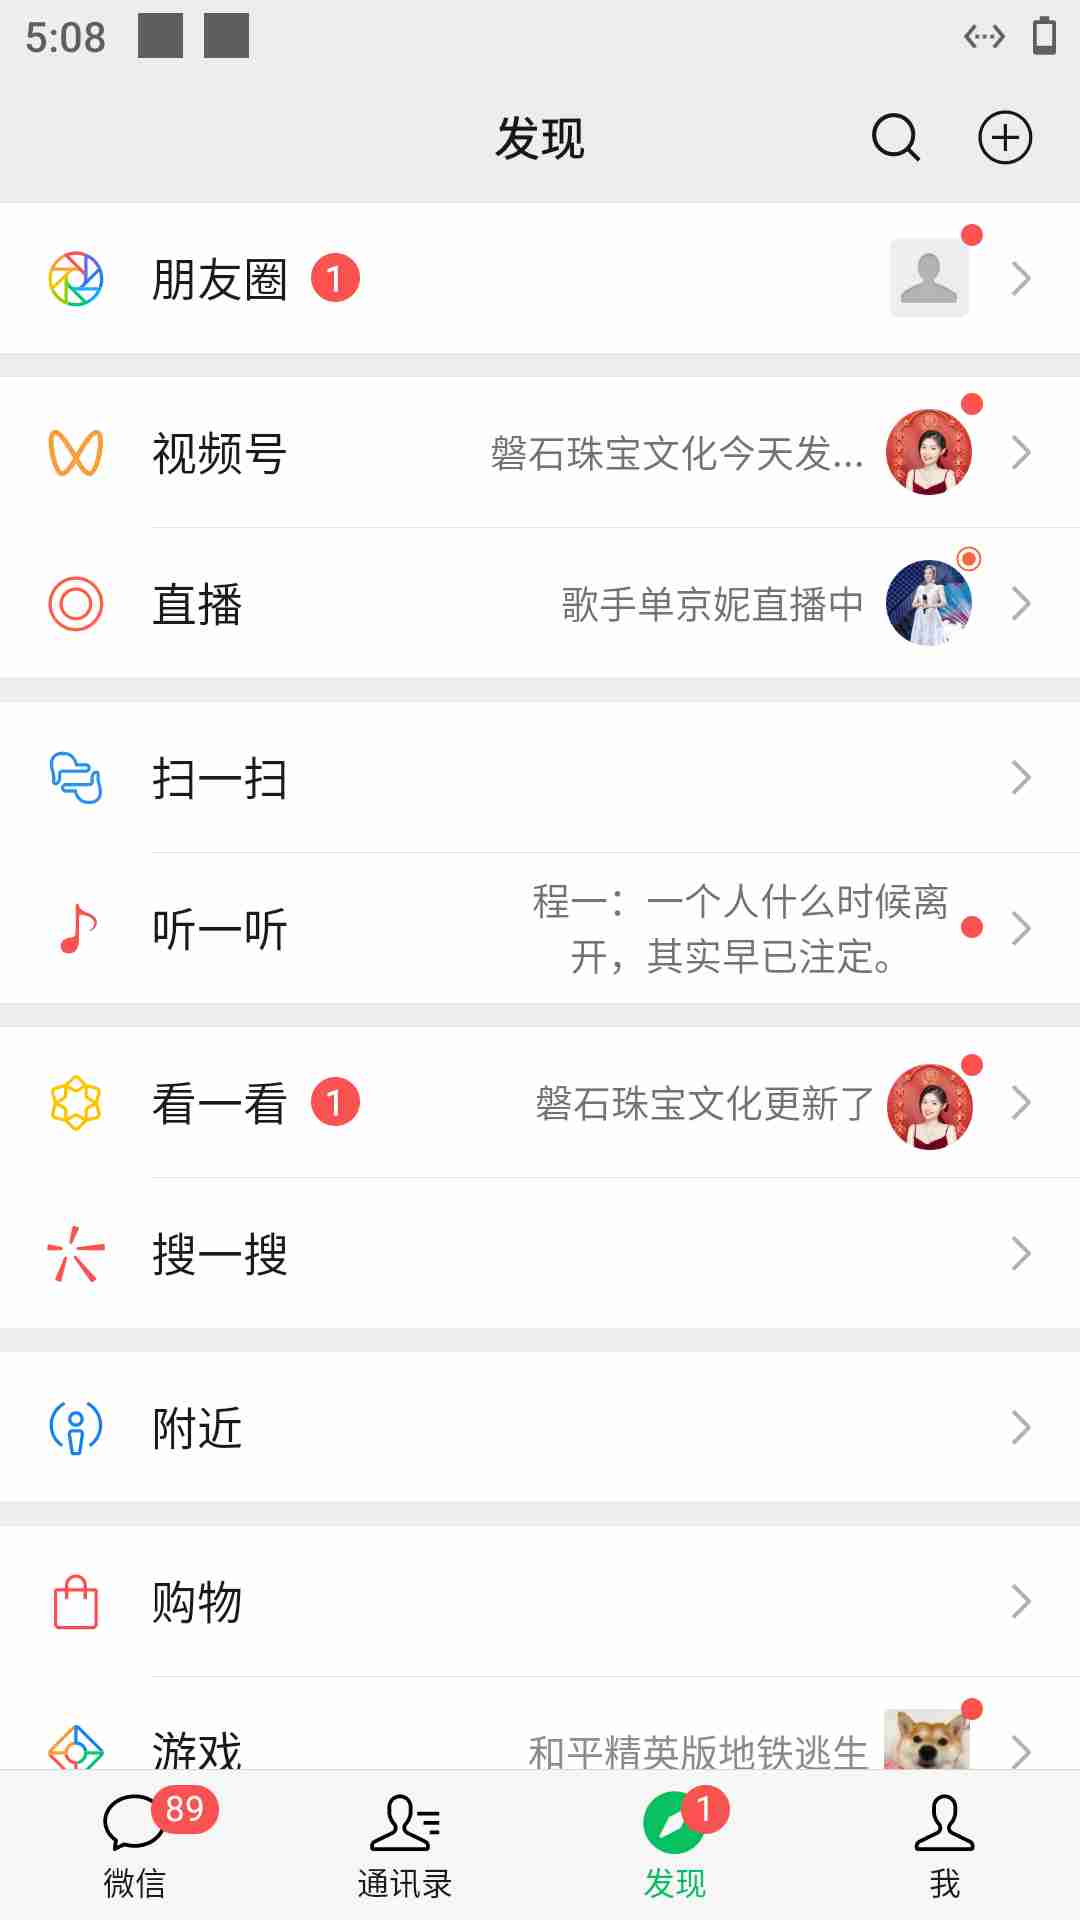 5:08
发现
朋友圈 1
视频号 磐石珠宝文化今天发...
直播 歌手单京妮直播中
扫一扫
听一听 程一：一个人什么时候离
开，其实早已注定。
看一看 1 磐石珠宝文化更新了
搜一搜
附近
购物
游戏 和平精英版地铁逃生
89 1
微信 通讯录 发现 我